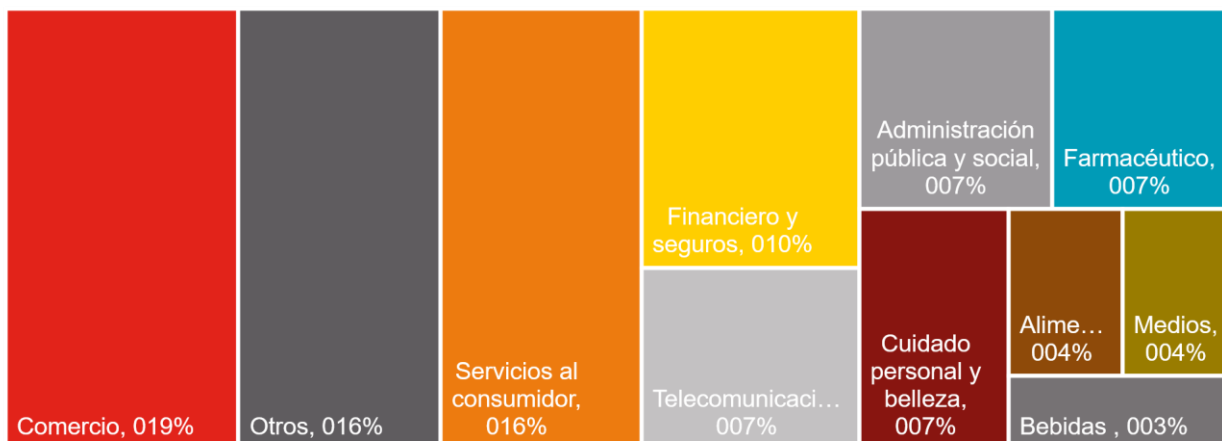 Comercio, 019%
Otros, 016%
Servicios al
consumidor,
016%
Financiero y
seguros, 010%
Telecomunicaci...
007%
Administración
pública y social,
007%
Farmacéutico,
007%
Cuidado
personal y
belleza,
007%
Alime...
004%
Medios,
004%
Bebidas , 003%